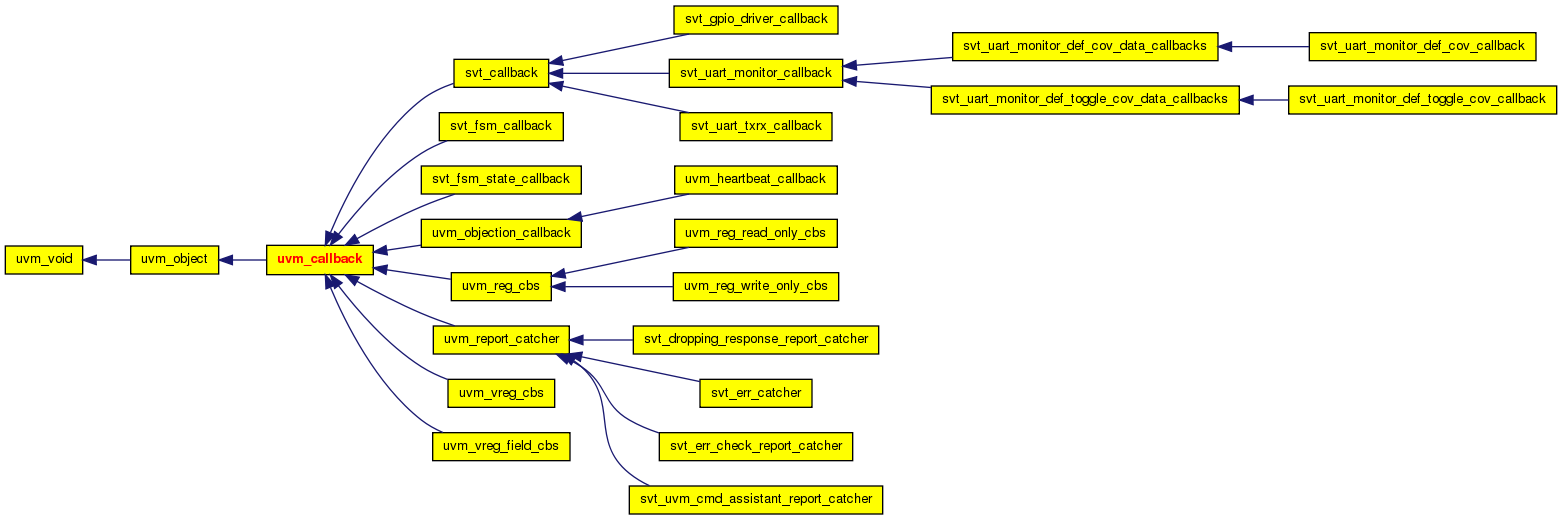 svt_gpio_driver_callback
svt_uart_monitor_def_cov_data_callbacks
svt_uart_monitor_def_cov_callback
svt_callback
svt_uart_monitor_callback
svt_uart_monitor_def_toggle_cov_data_callbacks
svt_uart_monitor_def_toggle_cov_callback
svt_fsm_callback
svt_uart_txrx_callback
svt_fsm_state_callback
uvm_heartbeat_callback
uvm_objection_callback
uvm_reg_read_only_cbs
uvm_void
uvm_object
uvm_callback
uvm_reg_cbs
uvm_reg_write_only_cbs
uvm_report_catcher
svt_dropping_response_report_catcher
uvm_vreg_cbs
svt_err_catcher
uvm_vreg_field_cbs
svt_err_check_report_catcher
svt_uvm_cmd_assistant_report_catcher